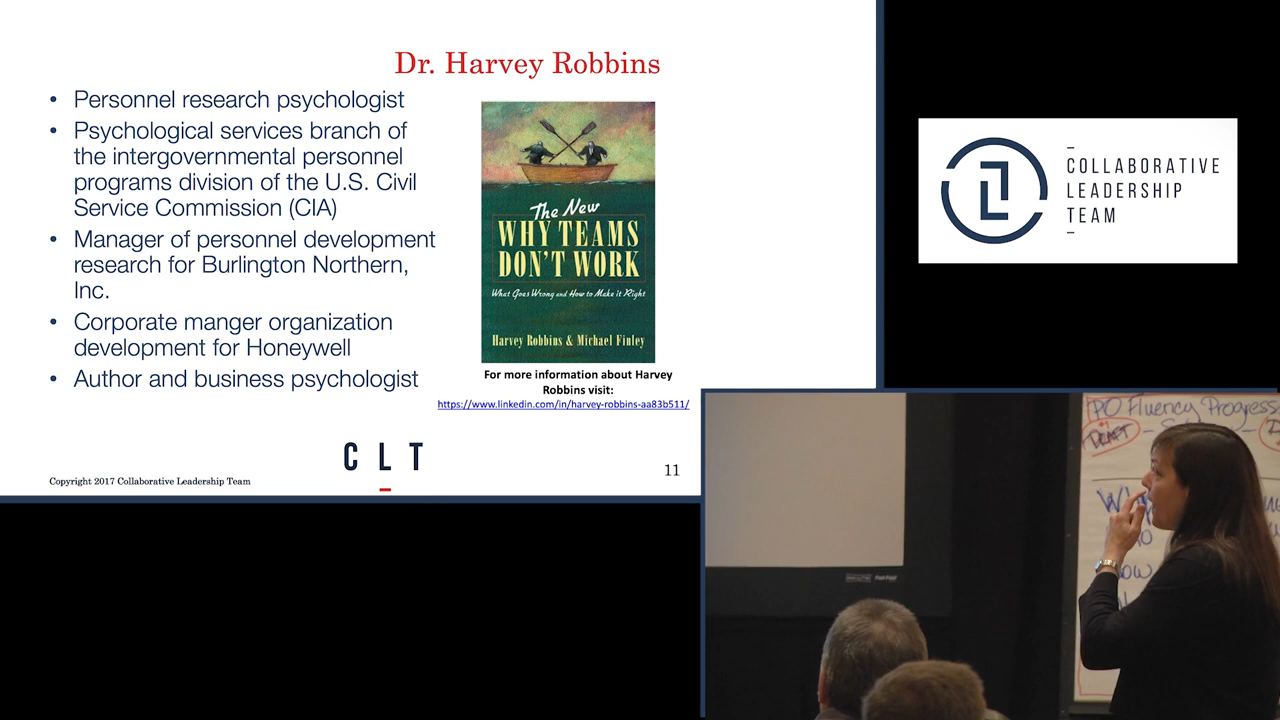 Dr. Harvey Robbins
• Personnel research psychologist
• Psychological services branch of
the intergovernmental personnel
programs division of the U.S. Civil
Service Commission (CIA)
• Manager of personnel development
research for Burlington Northern,
Inc.
• Corporate manger organization
development for Honeywell
• Author and business psychologist
The New
WHY TEAMS
DON'T WORK
What Goes Wrong and How to Make it Right
Harvey Robbins & Michael Finley
For more information about Harvey
Robbins visit:
https://www.linkedin.com/in/harvey-robbins-aa83b511/
CLT
Copyright 2017 Collaborative Leadership Team
11
COLLABORATIVE
LEADERSHIP
TEAM
PO Fluency Progress
DRAFT